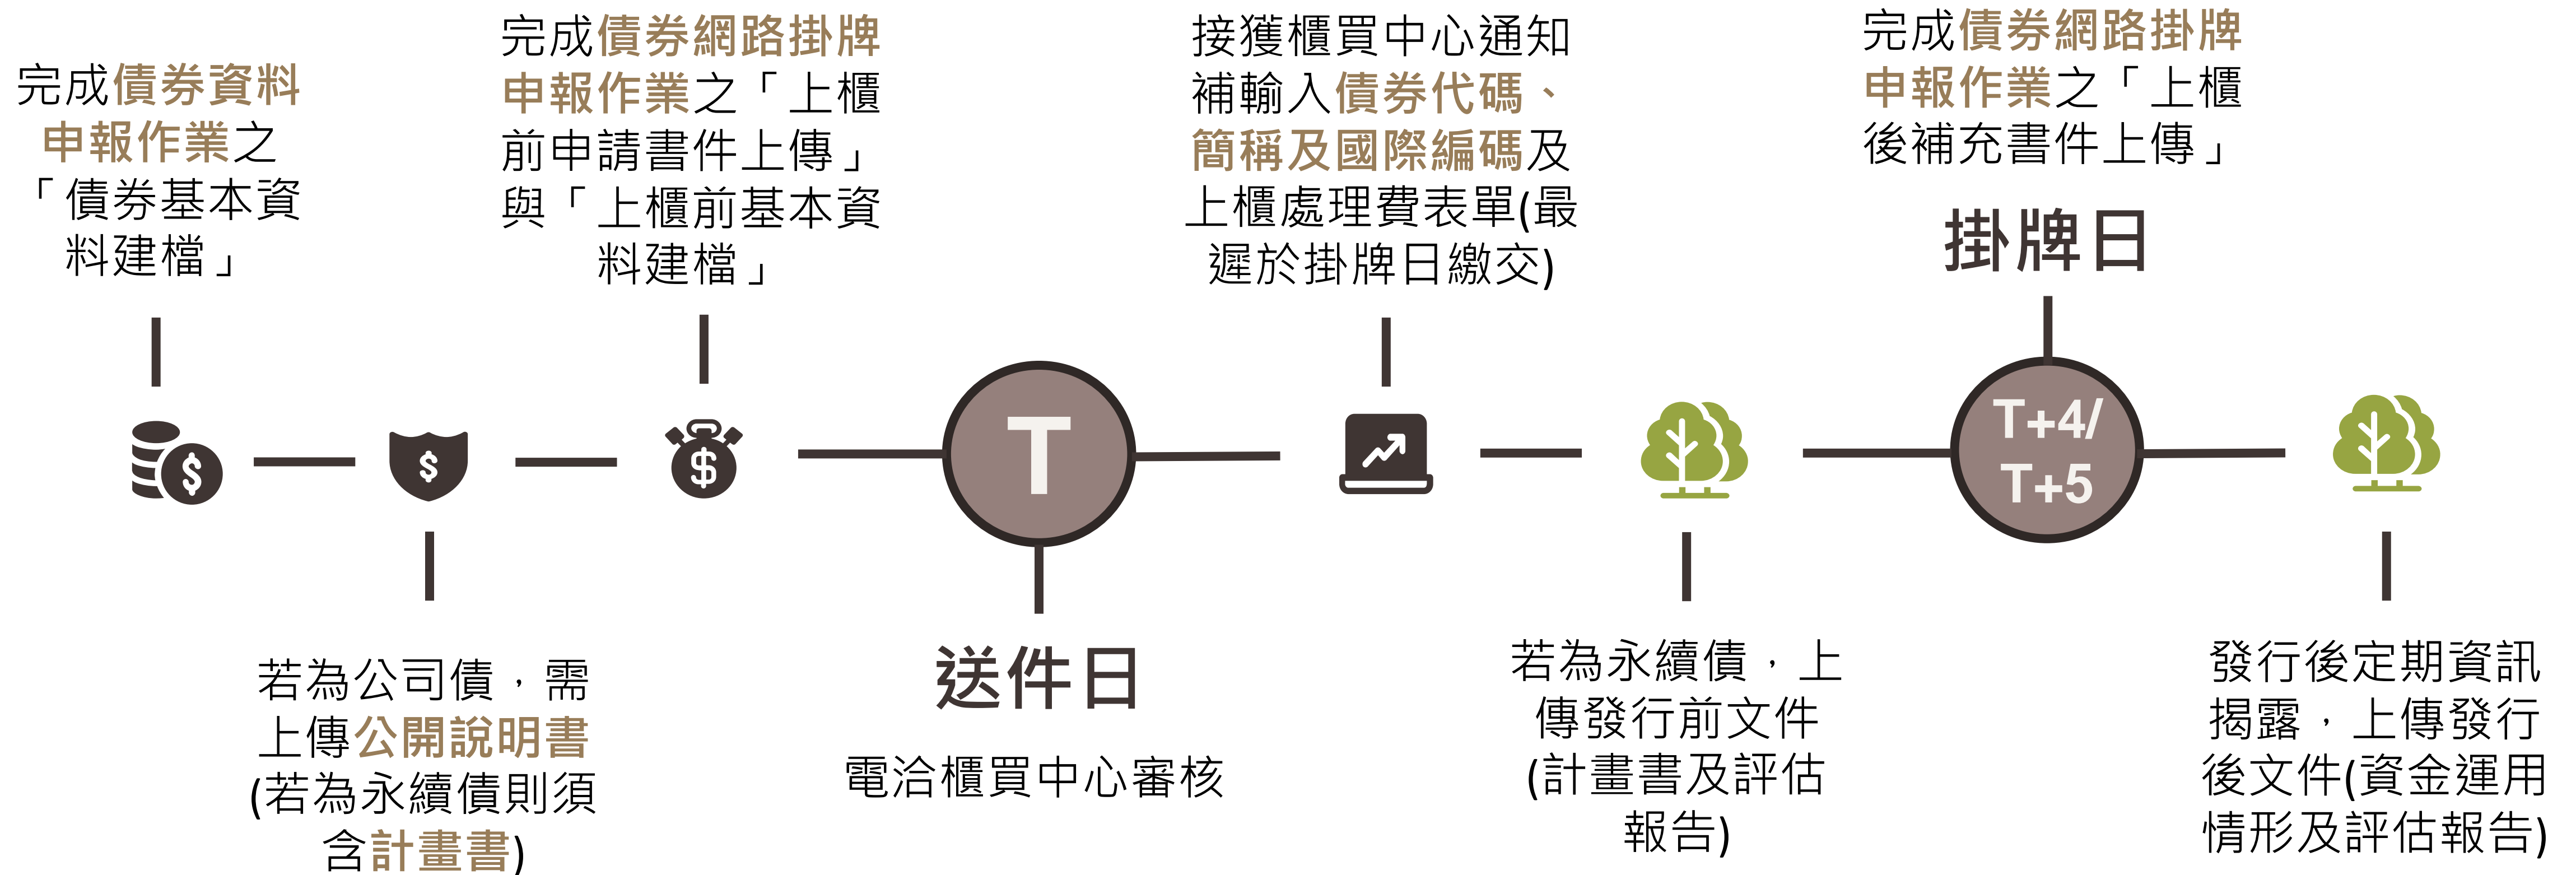 完成債券資料
申報作業之
「債券基本資
料建檔」
若為公司債，需
上傳公開說明書
(若為永續債則須
含計畫書)
完成債券網路掛牌
申報作業之「上櫃
前申請書件上傳」
與「上櫃前基本資
料建檔」
T
送件日
電洽櫃買中心審核
接獲櫃買中心通知
補輸入債券代碼、
簡稱及國際編碼及
上櫃處理費表單(最
遲於掛牌日繳交)
若為永續債，上
傳發行前文件
(計畫書及評估
報告)
完成債券網路掛牌
申報作業之「上櫃
後補充書件上傳」
掛牌日
T+4/
T+5
發行後定期資訊
揭露，上傳發行
後文件(資金運用
情形及評估報告)